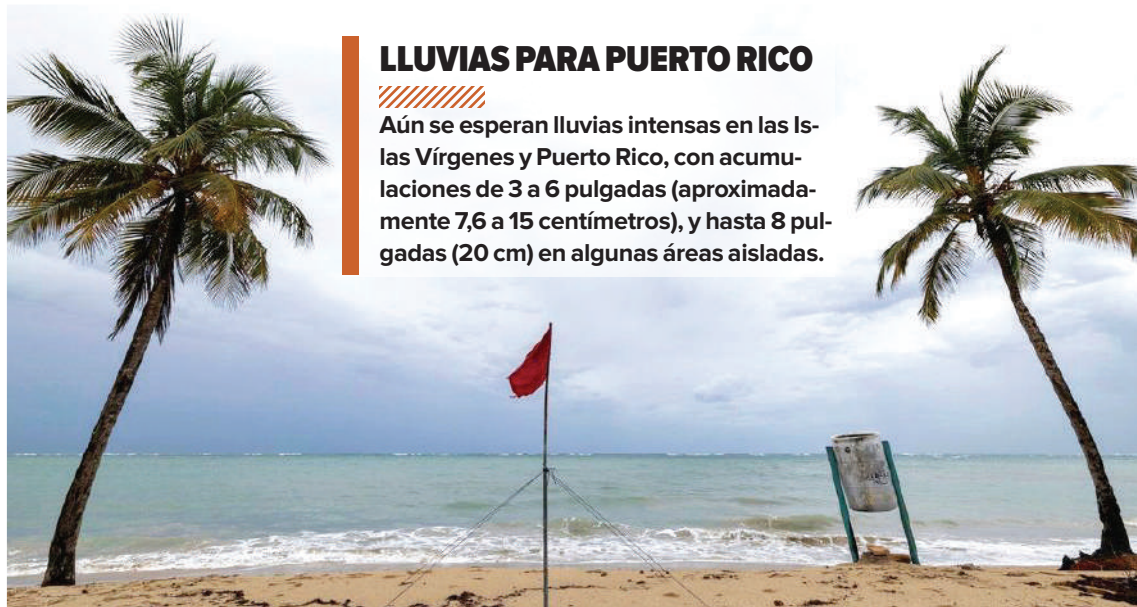 LLUVIAS PARA PUERTO RICO
Aún se esperan lluvias intensas en las Is-
las Vírgenes y Puerto Rico, con acumu-
laciones de 3 a 6 pulgadas (aproximada-
mente 7,6 a 15 centímetros), y hasta 8 pul-
gadas (20 cm) en algunas áreas aisladas.